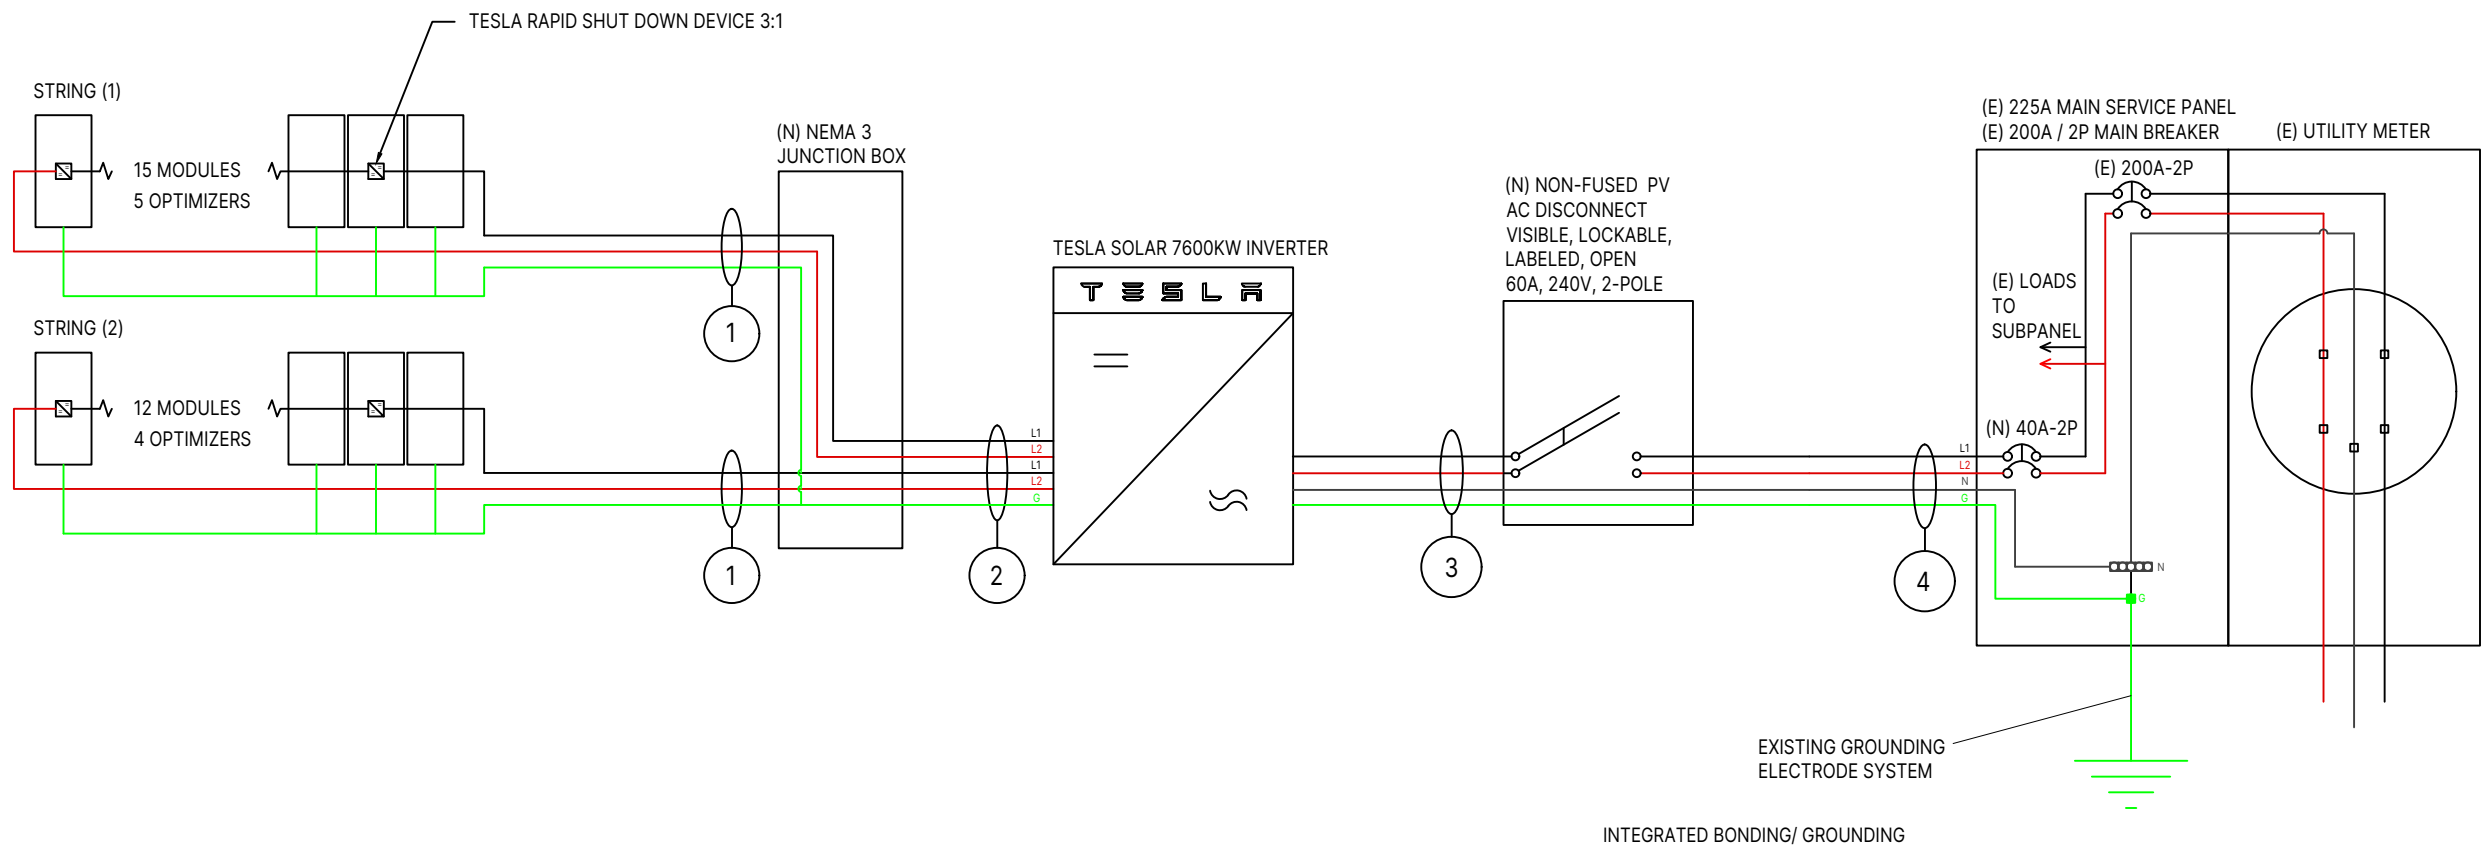 TESLA RAPID SHUT DOWN DEVICE 3:1
STRING (1)
15 MODULES
5 OPTIMIZERS
STRING (2)
12 MODULES
4 OPTIMIZERS
1
1
(N) NEMA 3
JUNCTION BOX
2
L1
L2
L1
L2
G
TESLA SOLAR 7600KW INVERTER
TESLA
3
(N) NON-FUSED PV
AC DISCONNECT
VISIBLE, LOCKABLE,
LABELED, OPEN
60A, 240V, 2-POLE
4
L1
L2
N
G
(E) 225A MAIN SERVICE PANEL
(E) 200A / 2P MAIN BREAKER
(E) 200A-2P
(E) LOADS
TO
SUBPANEL
(N) 40A-2P
N
G
(E) UTILITY METER
EXISTING GROUNDING
ELECTRODE SYSTEM
INTEGRATED BONDING/ GROUNDING